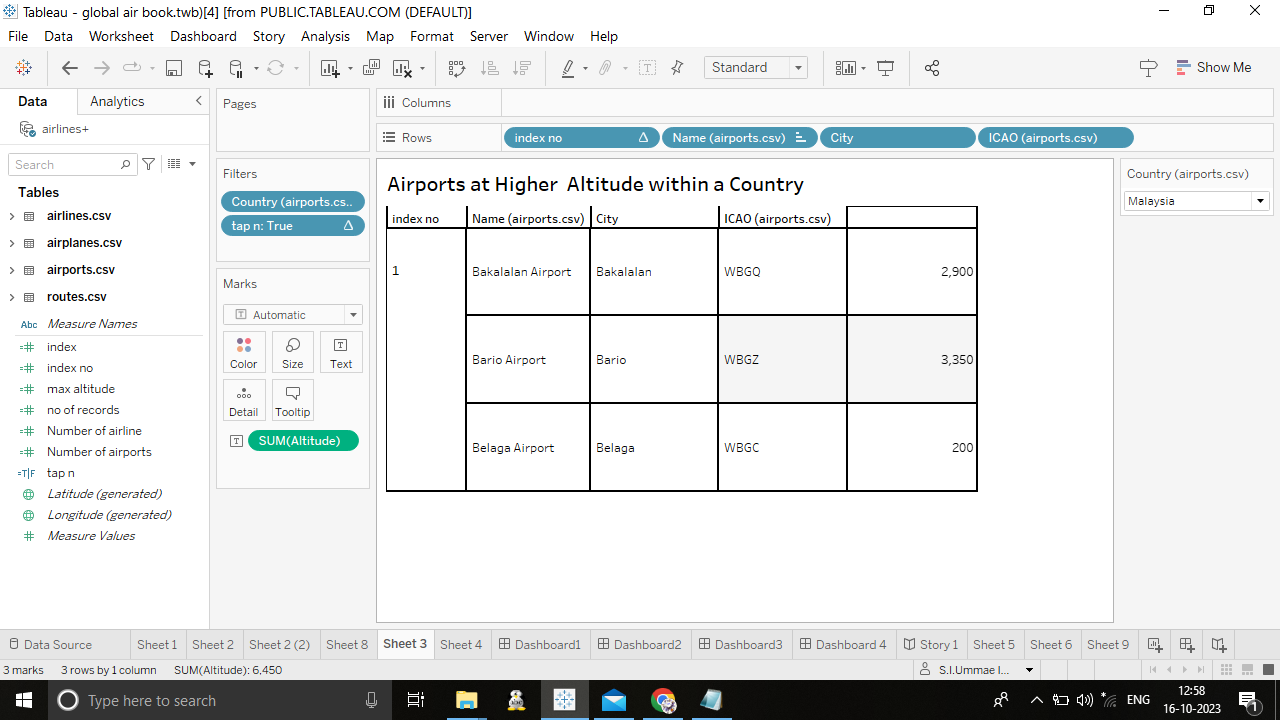 Tableau - global air book.twb)[4] [from PUBLIC.TABLEAU.COM (DEFAULT)]
File Data Worksheet Dashboard Story Analysis Map Format Server Window Help
Standard
Show Me
Data Analytics
airlines+
Search
Tables
airlines.csv
airplanes.csv
airports.csv
routes.csv
Abc Measure Names
index
index no
max altitude
no of records
Number of airline
Number of airports
T|F tap n
Latitude (generated)
Longitude (generated)
Measure Values
Pages
Filters
Country (airports.cs..
tap n: True
Marks
Automatic
Color Size Text
Detail Tooltip
SUM(Altitude)
Columns
Rows index no Name (airports.csv) City ICAO (airports.csv)
Airports at Higher Altitude within a Country
index no Name (airports.csv) City ICAO (airports.csv)
1 Bakalalan Airport Bakalalan WBGQ 2,900
Bario Airport Bario WBGZ 3,350
Belaga Airport Belaga WBGC 200
Country (airports.csv)
Malaysia
Data Source Sheet 1 Sheet 2 Sheet 2 (2) Sheet 8 Sheet 3 Sheet 4 Dashboard1 Dashboard2 Dashboard3 Dashboard 4 Story 1 Sheet 5 Sheet 6 Sheet 9
3 marks 3 rows by 1 column SUM(Altitude): 6,450 S.I.Ummae I...
Type here to search
ENG
12:58
16-10-2023
1